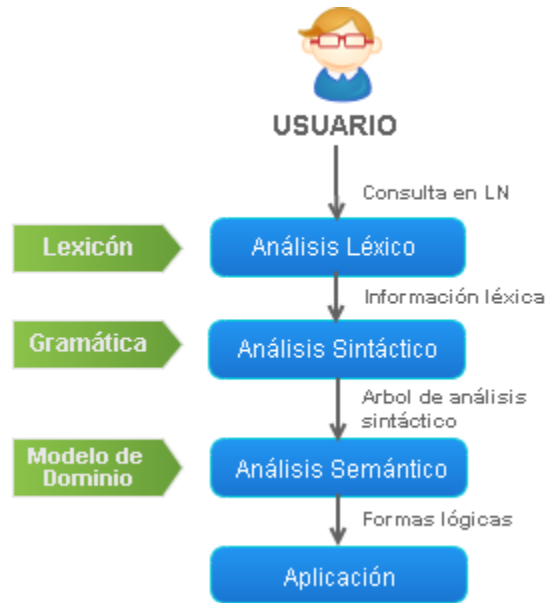 USUARIO
Consulta en LN
Lexicón
Análisis Léxico
Información léxica
Gramática
Análisis Sintáctico
Arbol de análisis
sintáctico
Modelo de
Dominio
Análisis Semántico
Formas lógicas
Aplicación